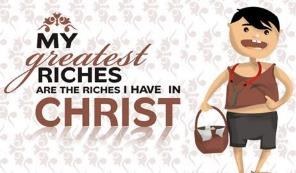 MY
greatest
RICHES
ARE THE RICHES I HAVE IN
CHRIST